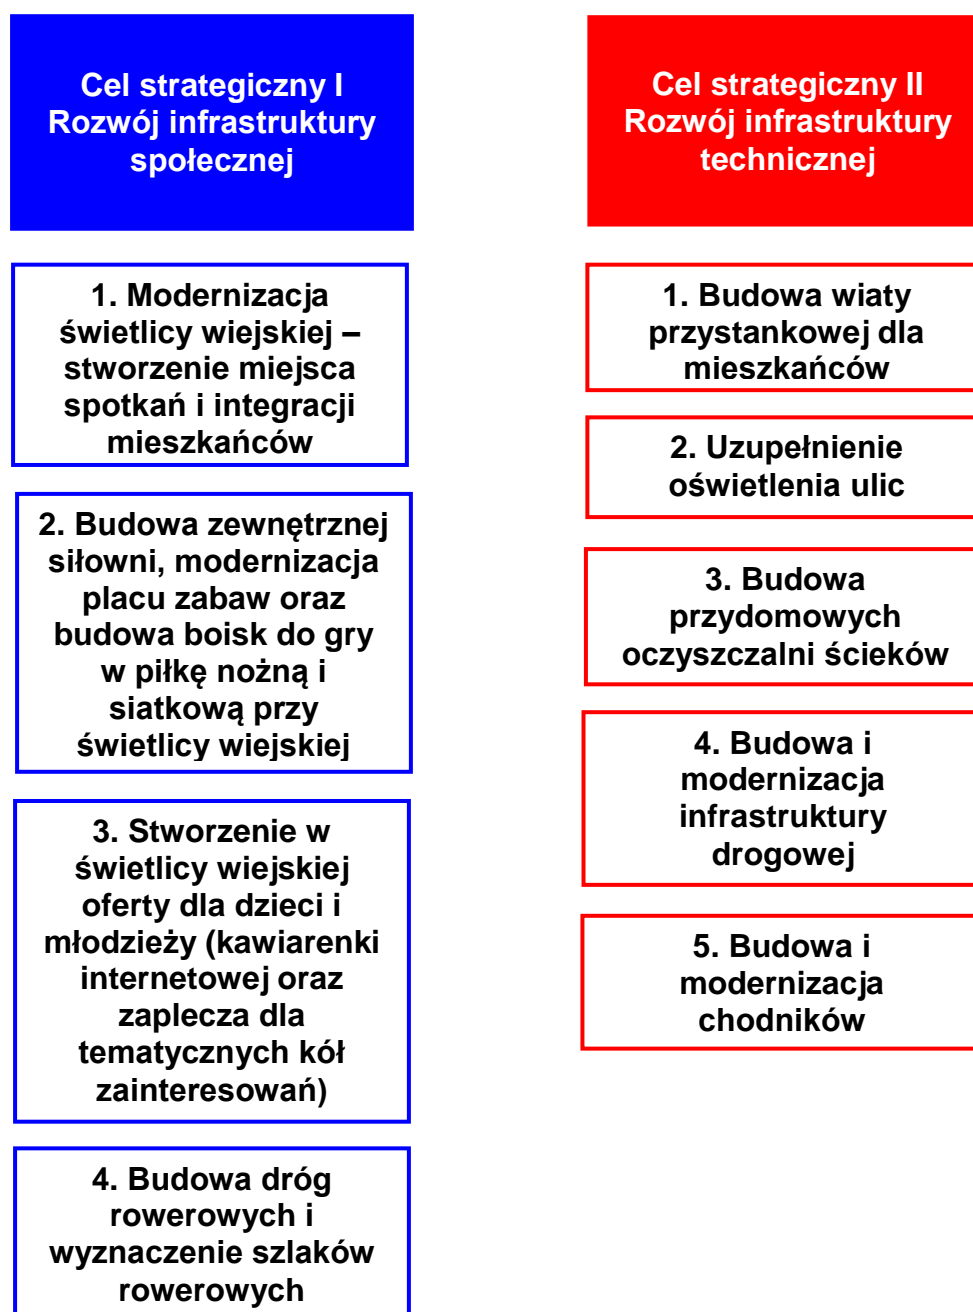 Cel strategiczny I
Rozwój infrastruktury
społecznej
1. Modernizacja
świetlicy wiejskiej –
stworzenie miejsca
spotkań i integracji
mieszkańców
2. Budowa zewnętrznej
siłowni, modernizacja
placu zabaw oraz
budowa boisk do gry
w piłkę nożną i
siatkową przy
świetlicy wiejskiej
3. Stworzenie w
świetlicy wiejskiej
oferty dla dzieci i
młodzieży (kawiarenki
internetowej oraz
zaplecza dla
tematycznych kół
zainteresowań)
4. Budowa dróg
rowerowych i
wyznaczenie szlaków
rowerowych
Cel strategiczny II
Rozwój infrastruktury
technicznej
1. Budowa wiaty
przystankowej dla
mieszkańców
2. Uzupełnienie
oświetlenia ulic
3. Budowa
przydomowych
oczyszczalni ścieków
4. Budowa i
modernizacja
infrastruktury
drogowej
5. Budowa i
modernizacja
chodników